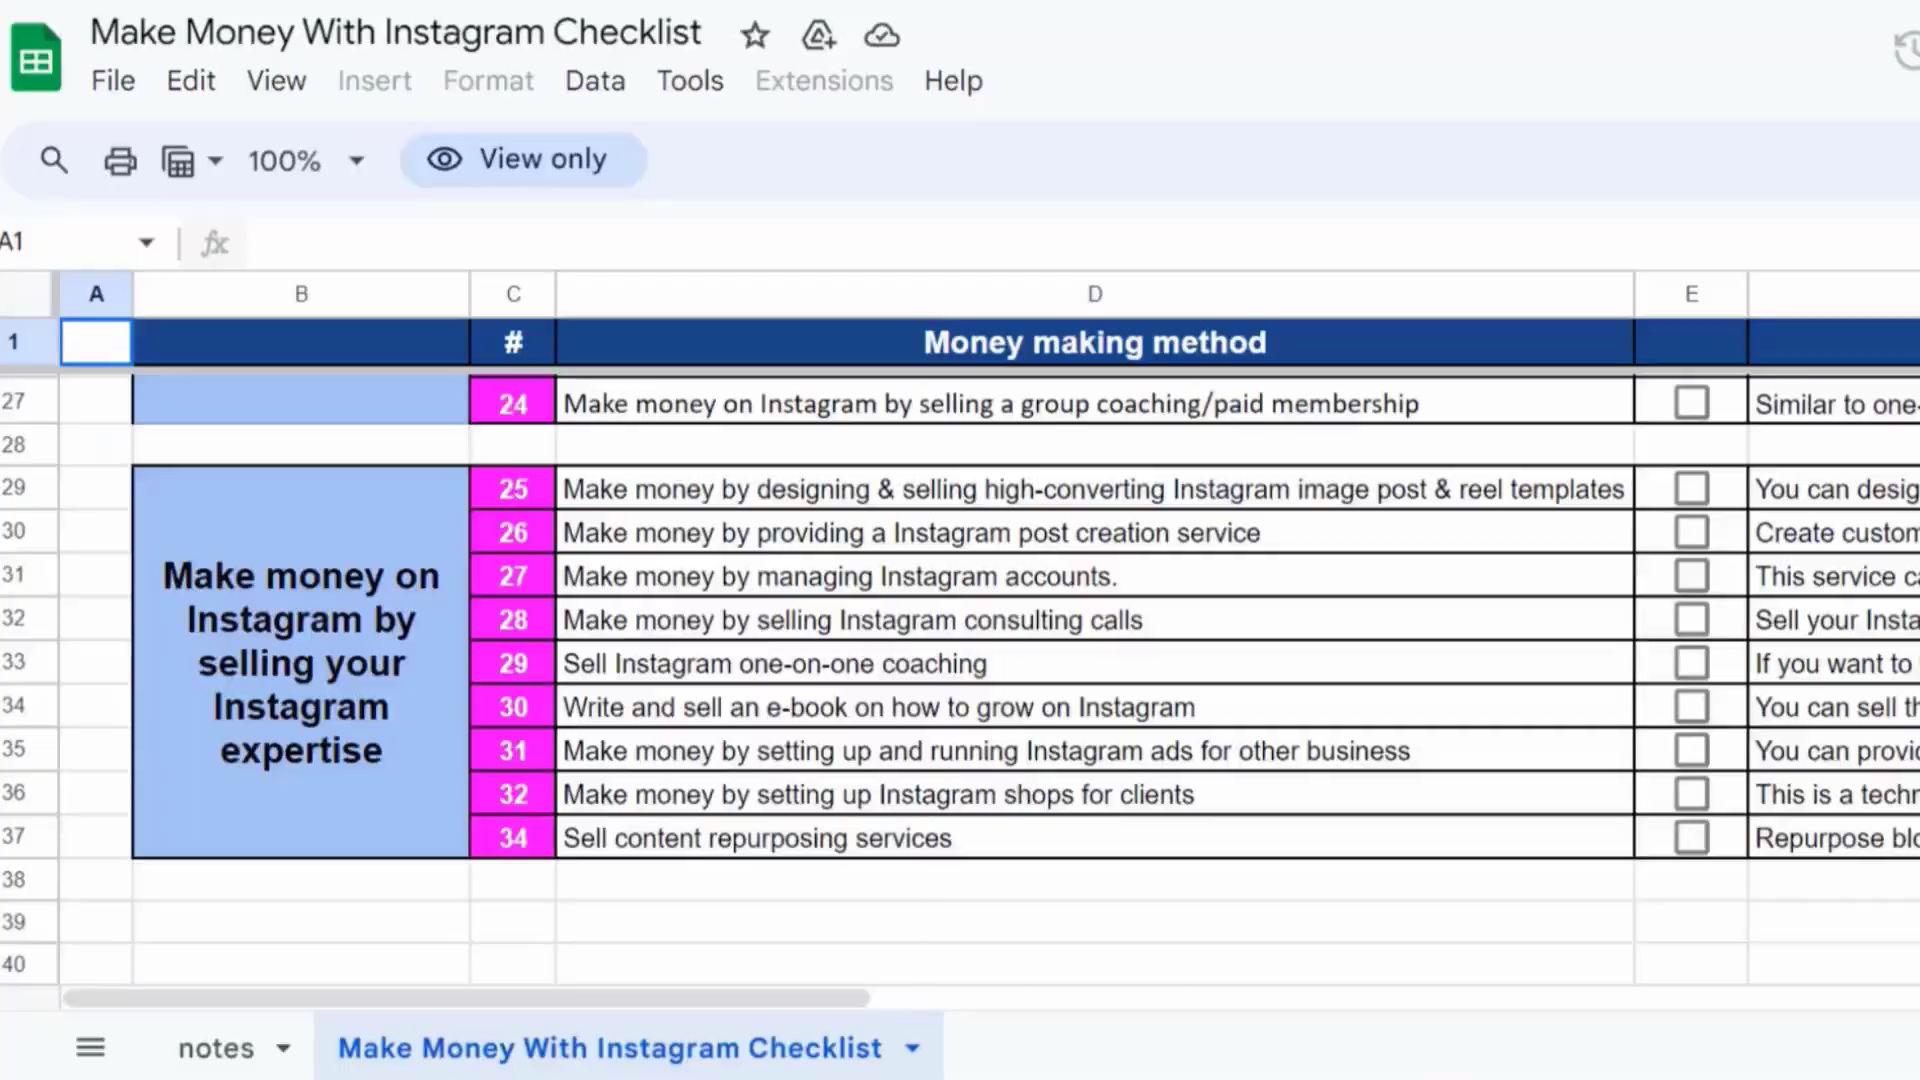 Make Money With Instagram Checklist
File Edit View Insert Format Data Tools Extensions Help
100% View only
A1 fx
A B C D E
1 # Money making method
27 24 Make money on Instagram by selling a group coaching/paid membership Similar to one-
28
29 25 Make money by designing & selling high-converting Instagram image post & reel templates You can desig
30 26 Make money by providing a Instagram post creation service Create custom
31 27 Make money by managing Instagram accounts. This service ca
32 28 Make money by selling Instagram consulting calls Sell your Insta
33 29 Sell Instagram one-on-one coaching If you want to
34 30 Write and sell an e-book on how to grow on Instagram You can sell th
35 31 Make money by setting up and running Instagram ads for other business You can provid
36 32 Make money by setting up Instagram shops for clients This is a techn
37 34 Sell content repurposing services Repurpose blo
Make money on
Instagram by
selling your
Instagram
expertise
38
39
40
notes Make Money With Instagram Checklist